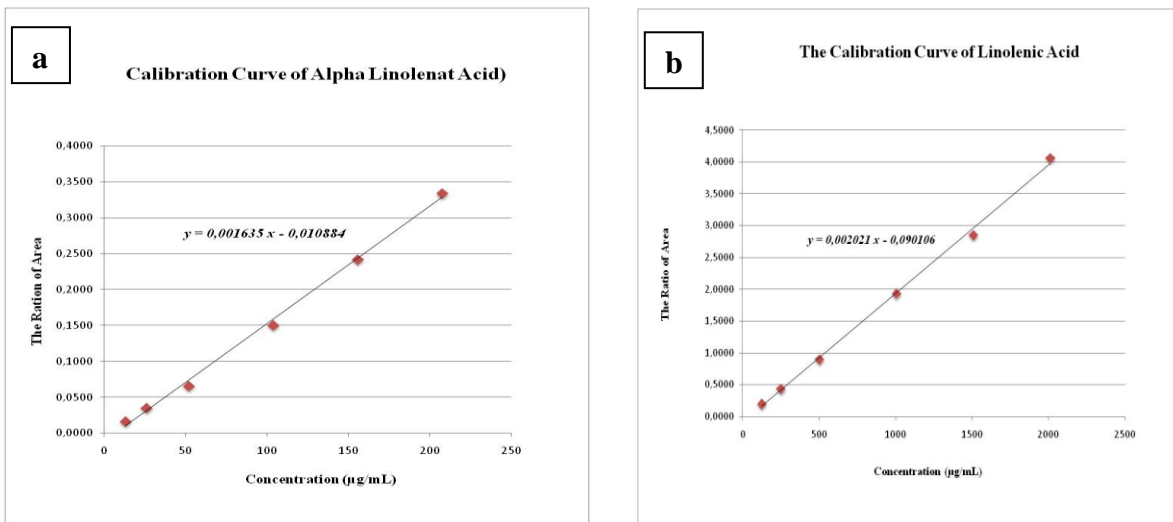 a
Calibration Curve of Alpha Linolenat Acid)
The Ration of Area
0,4000
0,3500
0,3000
0,2500
0,2000
0,1500
0,1000
0,0500
0,0000
y = 0,001635 x - 0,010884
0 50 100 150 200 250
Concentration (µg/mL)
b
The Calibration Curve of Linolenic Acid
The Ratio of Area
4,5000
4,0000
3,5000
3,0000
2,5000
2,0000
1,5000
1,0000
0,5000
0,0000
y = 0,002021 x - 0,090106
0 500 1000 1500 2000 2500
Concentration (µg/mL)